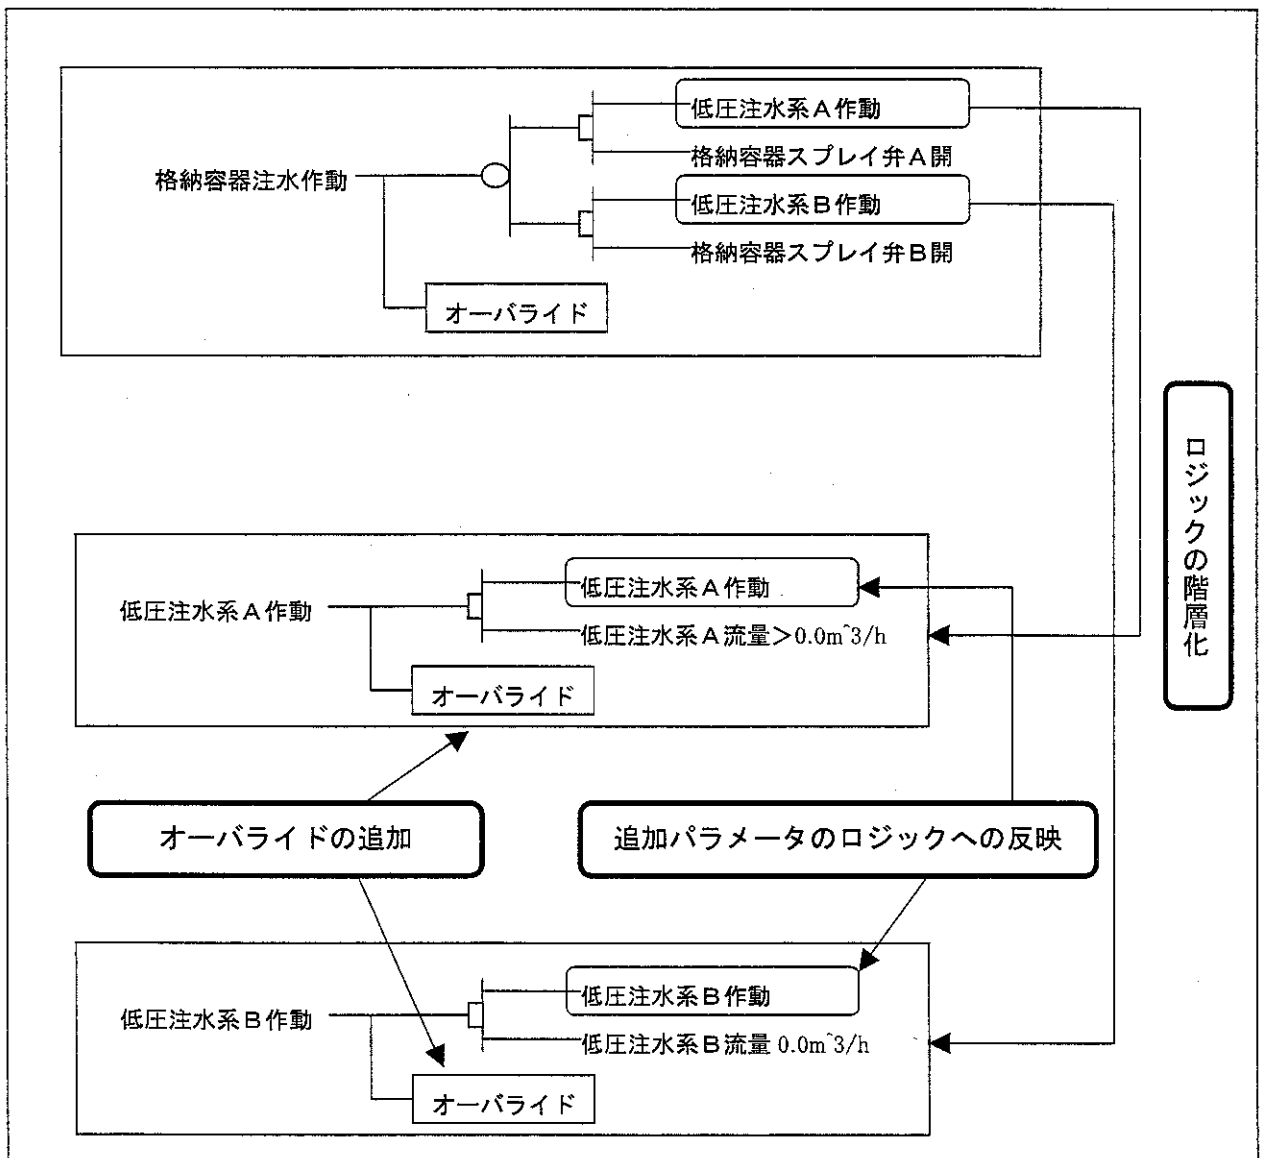 低圧注水系A作動
格納容器スプレイ弁A開
格納容器注水作動
低圧注水系B作動
格納容器スプレイ弁B開
オーバライド
ロジックの階層化
低圧注水系A作動
低圧注水系A作動
低圧注水系A流量>0.0m^3/h
オーバライド
オーバライドの追加
追加パラメータのロジックへの反映
低圧注水系B作動
低圧注水系B作動
低圧注水系B流量 0.0m^3/h
オーバライド